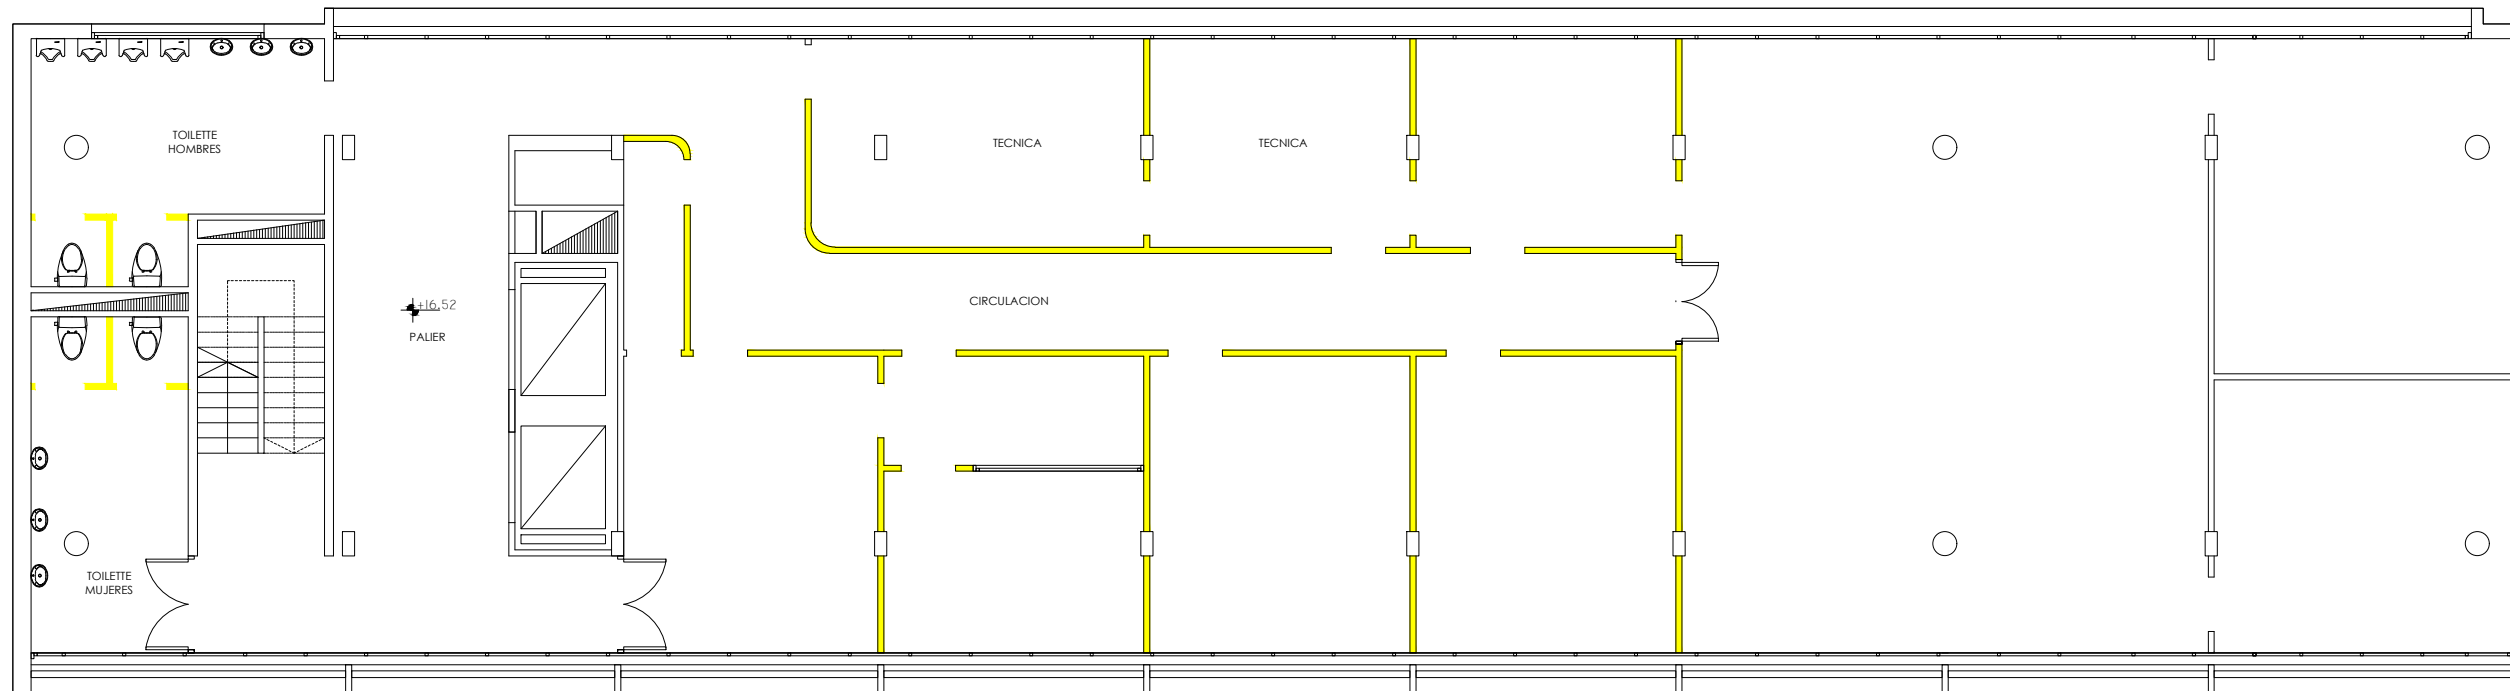 TOILETTE
HOMBRES
TECNICA
TECNICA
CIRCULACION
+16.52
PALIER
TOILETTE
MUJERES